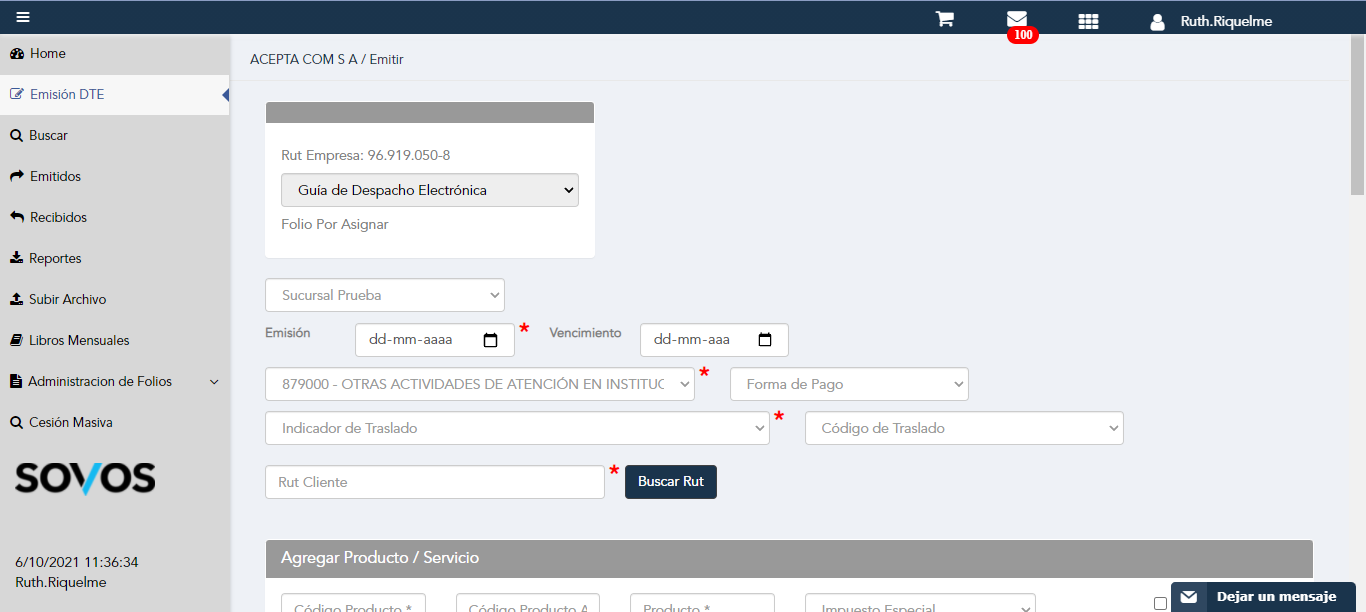 Ruth.Riquelme
100
Home
ACEPTA COM S A / Emitir
Emisión DTE
Buscar
Emitidos
Recibidos
Reportes
Subir Archivo
Libros Mensuales
Administracion de Folios
Cesión Masiva
SOVOS
6/10/2021 11:36:34
Ruth.Riquelme
Rut Empresa: 96.919.050-8
Guía de Despacho Electrónica
Folio Por Asignar
Sucursal Prueba
Emisión dd-mm-aaaa * Vencimiento dd-mm-aaa
879000 - OTRAS ACTIVIDADES DE ATENCIÓN EN INSTITUC * Forma de Pago
Indicador de Traslado * Código de Traslado
Rut Cliente * Buscar Rut
Agregar Producto / Servicio
Código Producto * Código Producto A Producto * Impuesto Especial
Dejar un mensaje